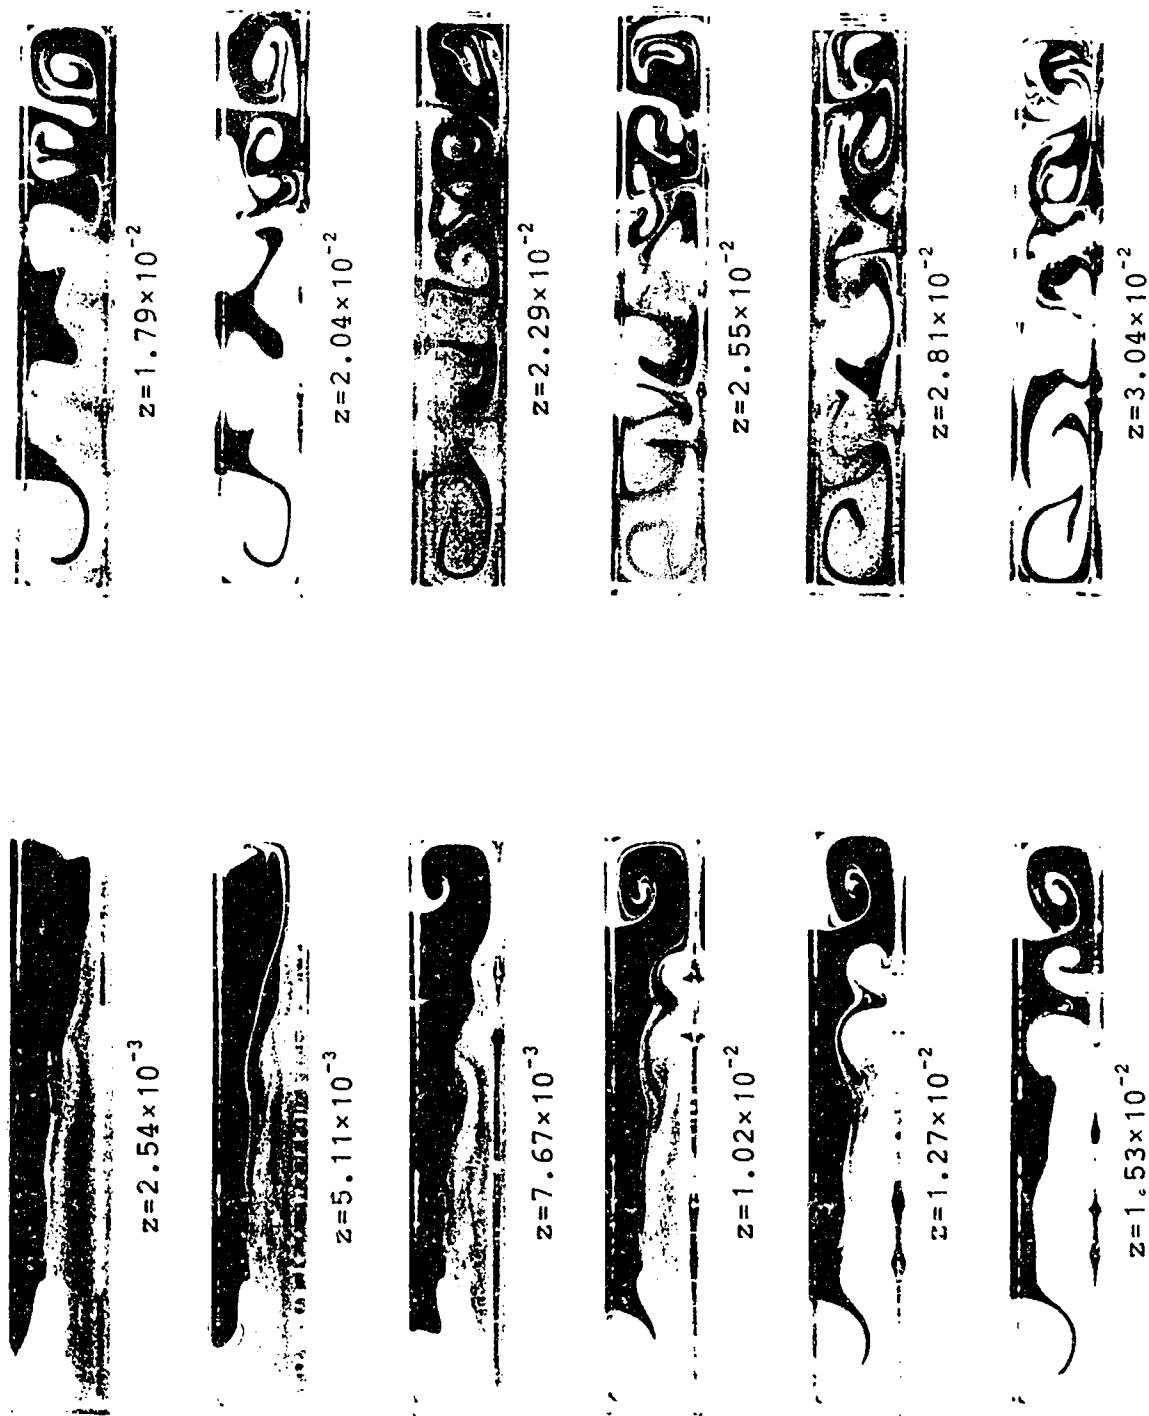 z=2.54×10⁻³
z=5.11×10⁻³
z=7.67×10⁻³
z=1.02×10⁻²
z=1.27×10⁻²
z=1.53×10⁻²
z=1.79×10⁻²
z=2.04×10⁻²
z=2.29×10⁻²
z=2.55×10⁻²
z=2.81×10⁻²
z=3.04×10⁻²